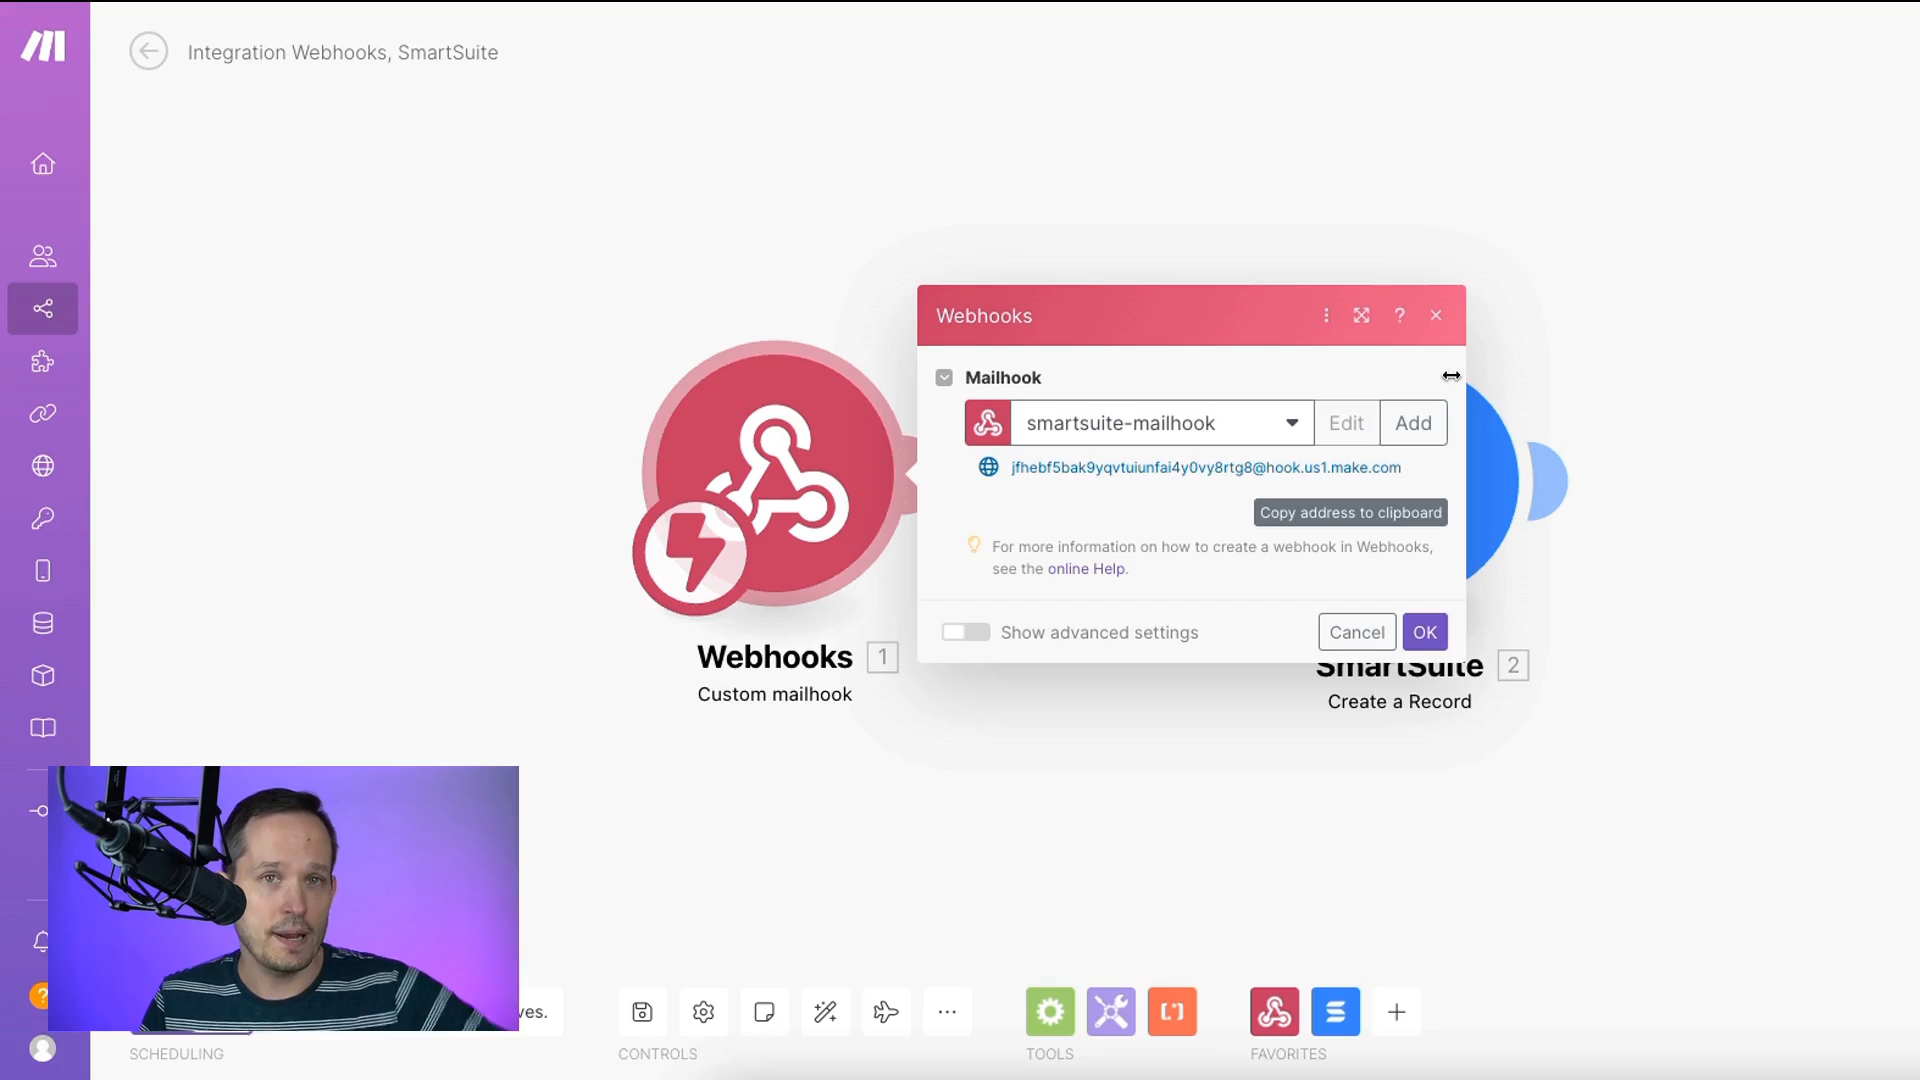 Integration Webhooks, SmartSuite
Webhooks
?
Mailhook
smartsuite-mailhook
Edit
Add
jfhebf5bak9yqvtuiunfai4y0vy8rtg8@hook.us1.make.com
Copy address to clipboard
For more information on how to create a webhook in Webhooks,
see the online Help.
Show advanced settings
Cancel
OK
Webhooks 1
Custom mailhook
SmartSuite 2
Create a Record
?
ves.
SCHEDULING
CONTROLS
TOOLS
FAVORITES